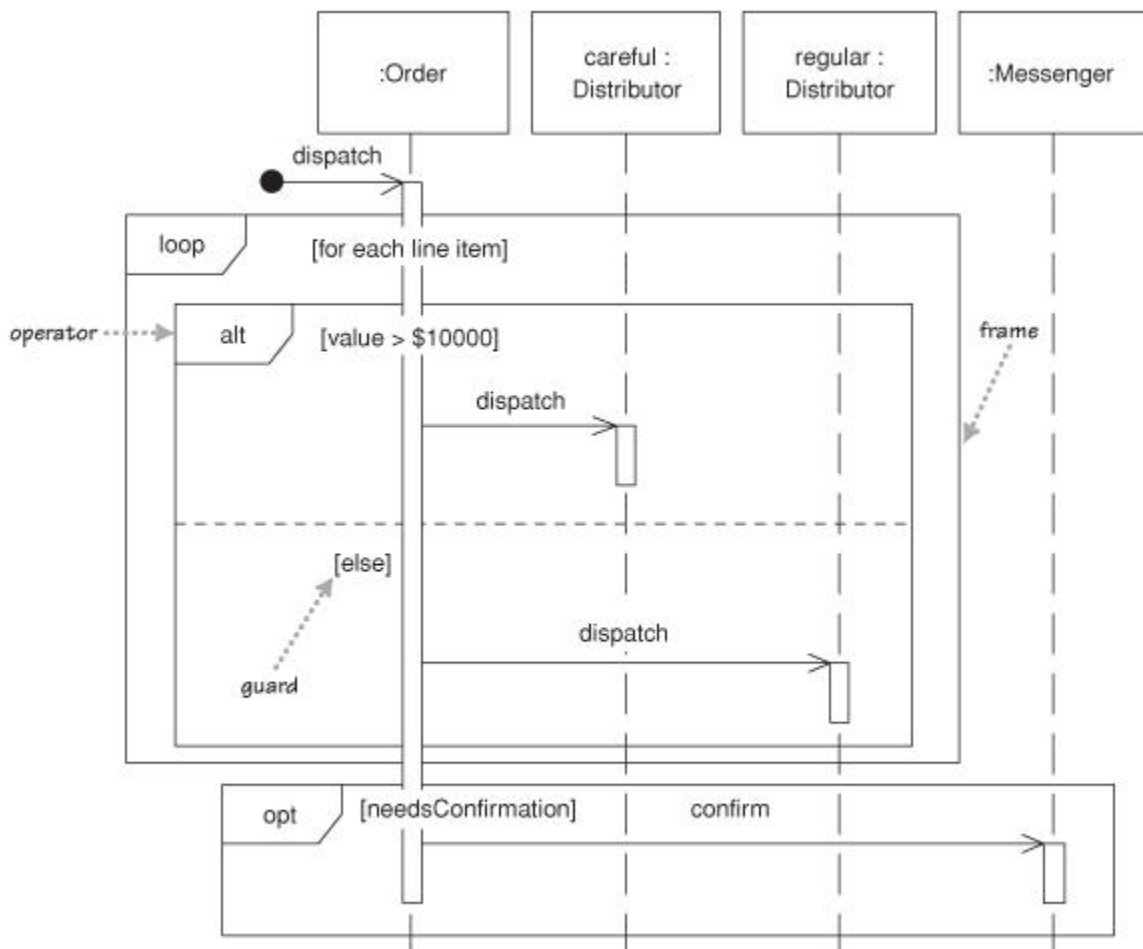 :Order
careful :
Distributor
regular :
Distributor
:Messenger
dispatch
loop
[for each line item]
operator
alt
[value > $10000]
frame
dispatch
[else]
dispatch
guard
opt
[needsConfirmation]
confirm